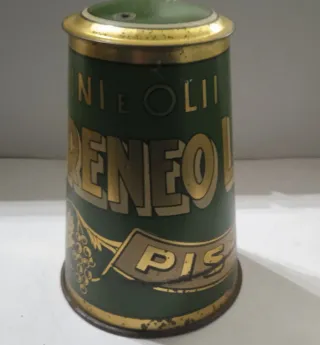 NI E OLII
RENEO L
PIS